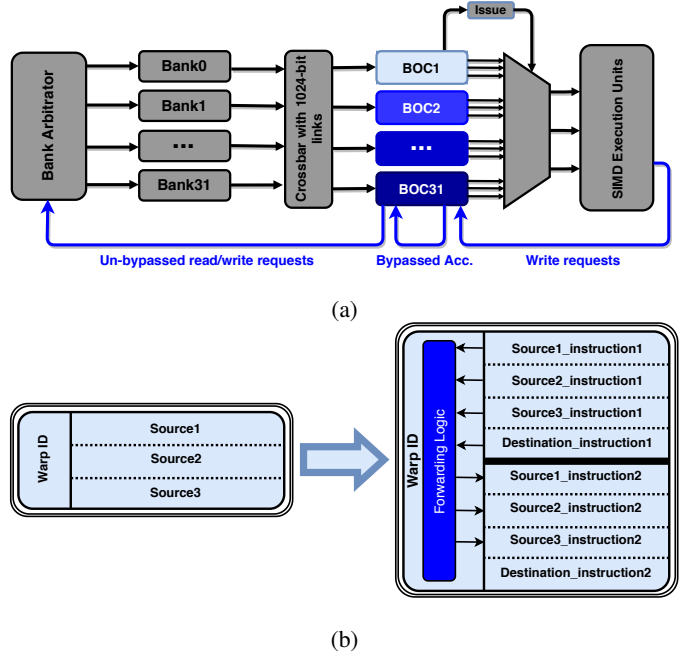 Issue
Bank Arbitrator
Bank0
Bank1
...
Bank31
Crossbar with 1024-bit
links
BOC1
BOC2
...
BOC31
SIMD Execution Units
Un-bypassed read/write requests
Bypassed Acc.
Write requests
(a)
Warp ID
Source1
Source2
Source3
Warp ID
Forwarding Logic
Source1_instruction1
Source2_instruction1
Source3_instruction1
Destination_instruction1
Source1_instruction2
Source2_instruction2
Source3_instruction2
Destination_instruction2
(b)